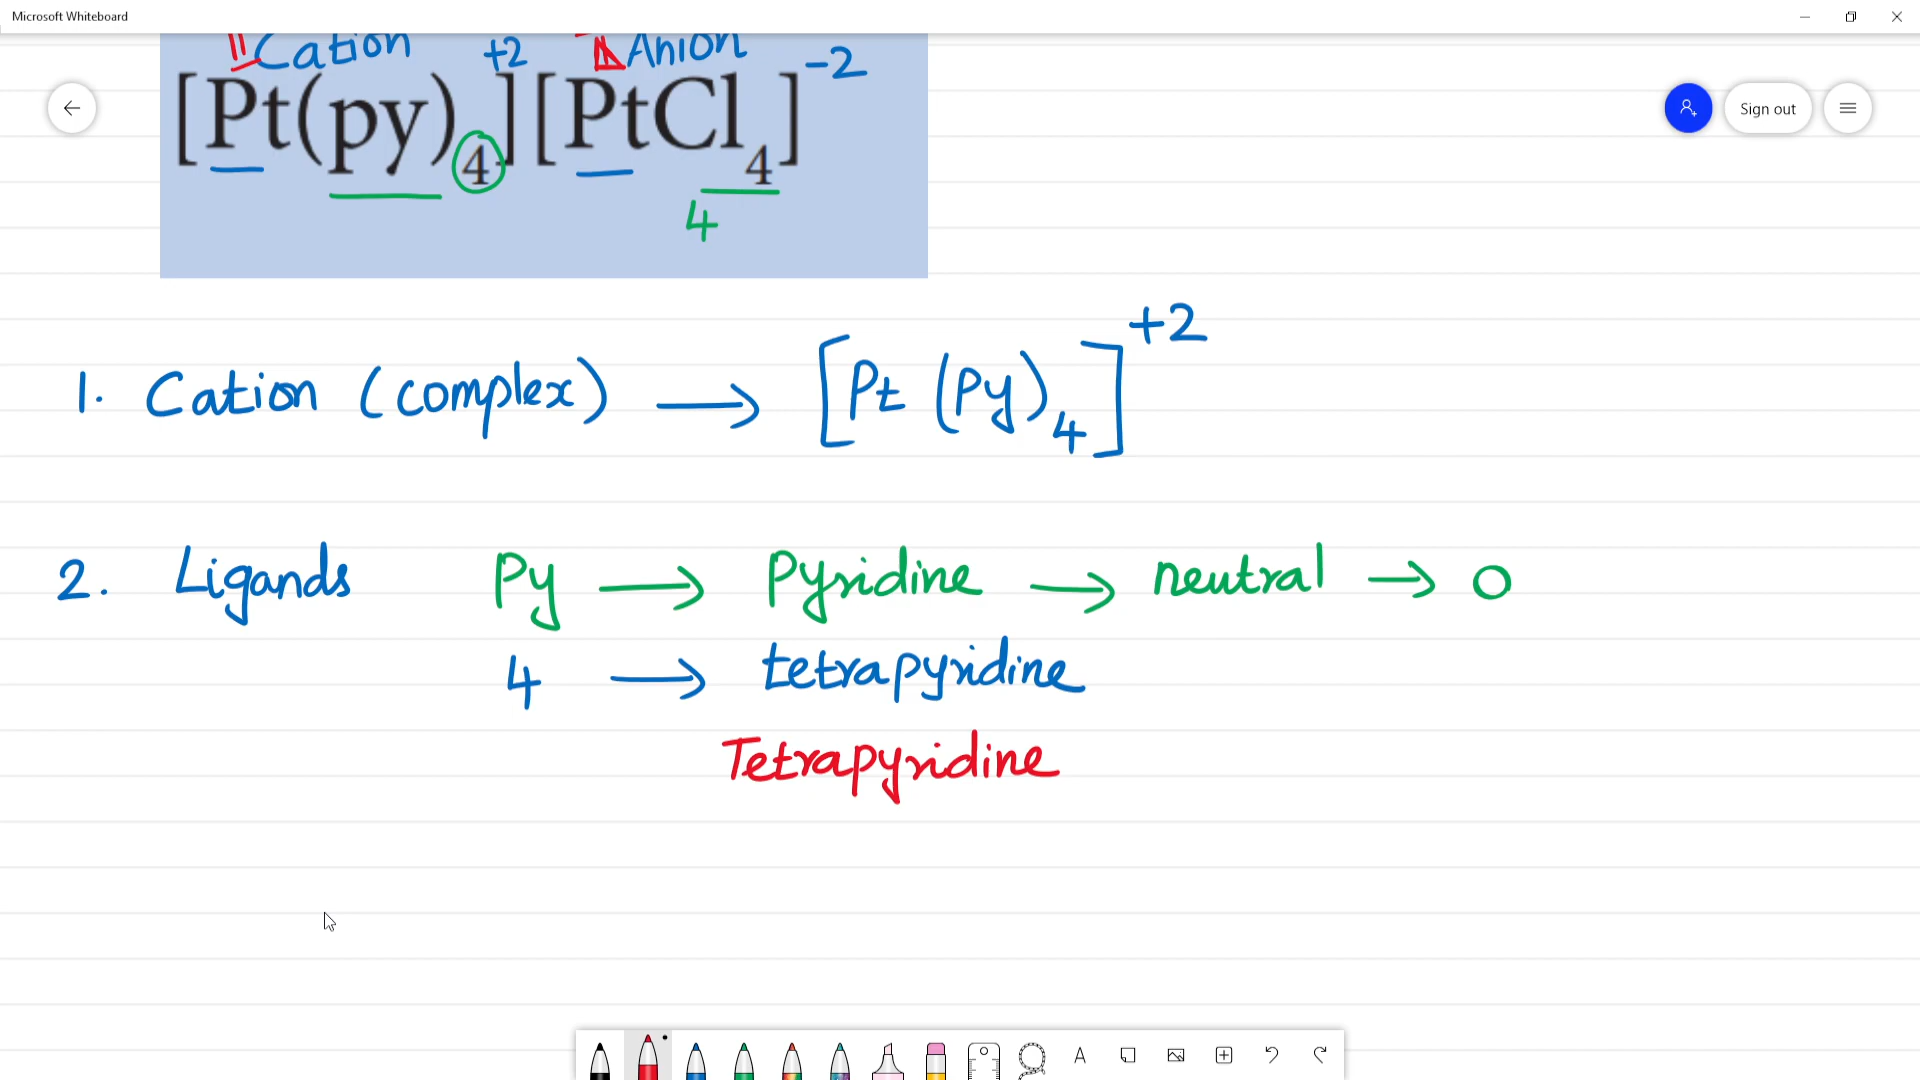 Microsoft Whiteboard
Cation +2 Anion -2
[Pt(py)4][PtCl4]
4
Sign out
1. Cation (complex) → [Pt (Py)4]+2
2. Ligands Py → Pyridine → neutral → 0
4 → tetrapyridine
Tetrapyridine
A